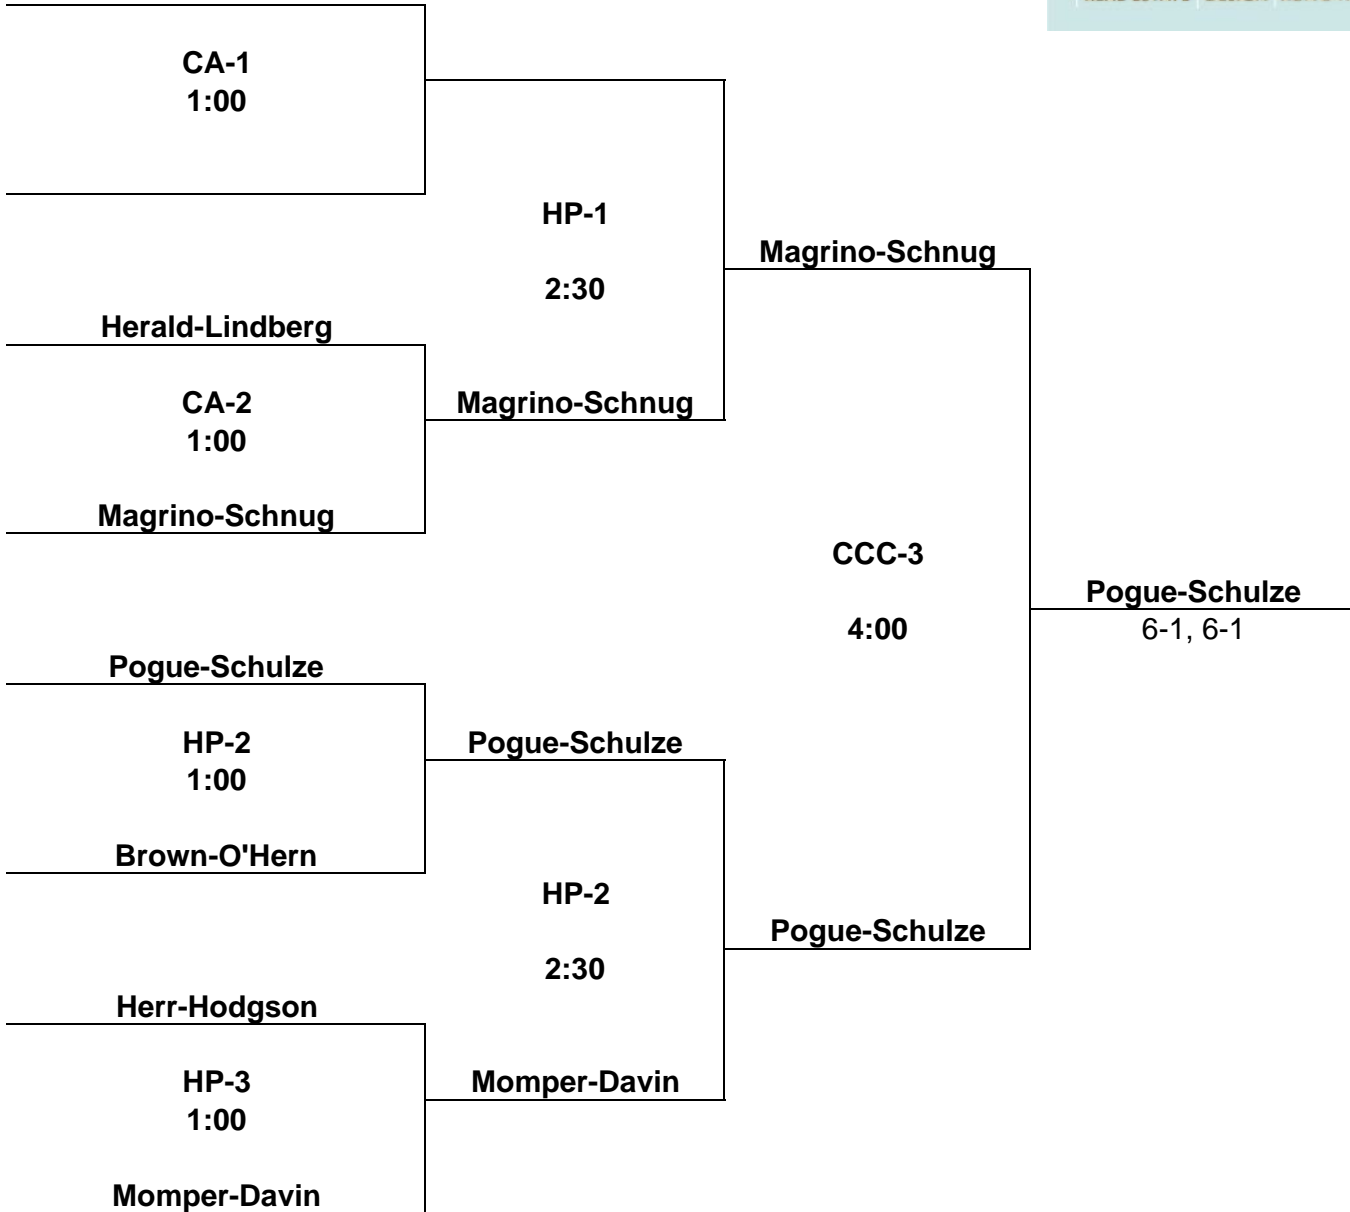 CA-1
1:00
HP-1
Magrino-Schnug
2:30
Herald-Lindberg
CA-2
Magrino-Schnug
1:00
Magrino-Schnug
CCC-3
Pogue-Schulze
4:00
6-1, 6-1
Pogue-Schulze
HP-2
Pogue-Schulze
1:00
Brown-O'Hern
HP-2
Pogue-Schulze
2:30
Herr-Hodgson
HP-3
Momper-Davin
1:00
Momper-Davin